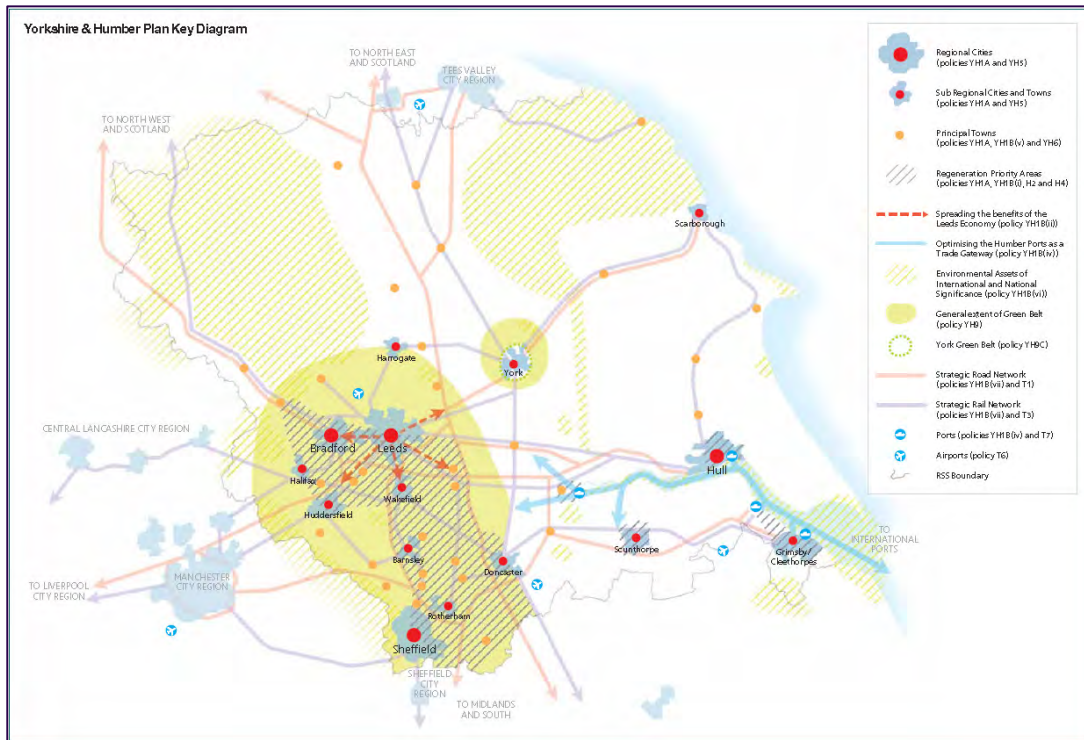 Yorkshire & Humber Plan Key Diagram
TO NORTH EAST
AND SCOTLAND
TEES VALLEY
CITY REGION
TO NORTH WEST
AND SCOTLAND
Scarborough
Harrogate
York
CENTRAL LANCASHIRE CITY REGION
Bradford
Leeds
Hull
Halifax
Wakefield
Huddersfield
Scunthorpe
Grimsby/
Cleethorpes
TO
INTERNATIONAL
PORTS
Barnsley
Doncaster
TO LIVERPOOL
CITY REGION
MANCHESTER
CITY REGION
Rotherham
Sheffield
SHEFFIELD
CITY
REGION
TO MIDLANDS
AND SOUTH
Regional Cities
(policies YH1A and YH5)
Sub Regional Cities and Towns
(policies YH1A and YH5)
Principal Towns
(policies YH1A, YH1B(v) and YH6)
Regeneration Priority Areas
(policies YH1A, YH1B(i), H2 and H4)
Spreading the benefits of the
Leeds Economy (policy YH1B(ii))
Optimising the Humber Ports as a
Trade Gateway (policy YH1B(iv))
Environmental Assets of
International and National
Significance (policy YH1B(vi))
General extent of Green Belt
(policy YH9)
York Green Belt (policy YH9C)
Strategic Road Network
(policies YH1B(vii) and T1)
Strategic Rail Network
(policies YH1B(vii) and T3)
Ports (policies YH1B(iv) and T7)
Airports (policy T6)
RSS Boundary